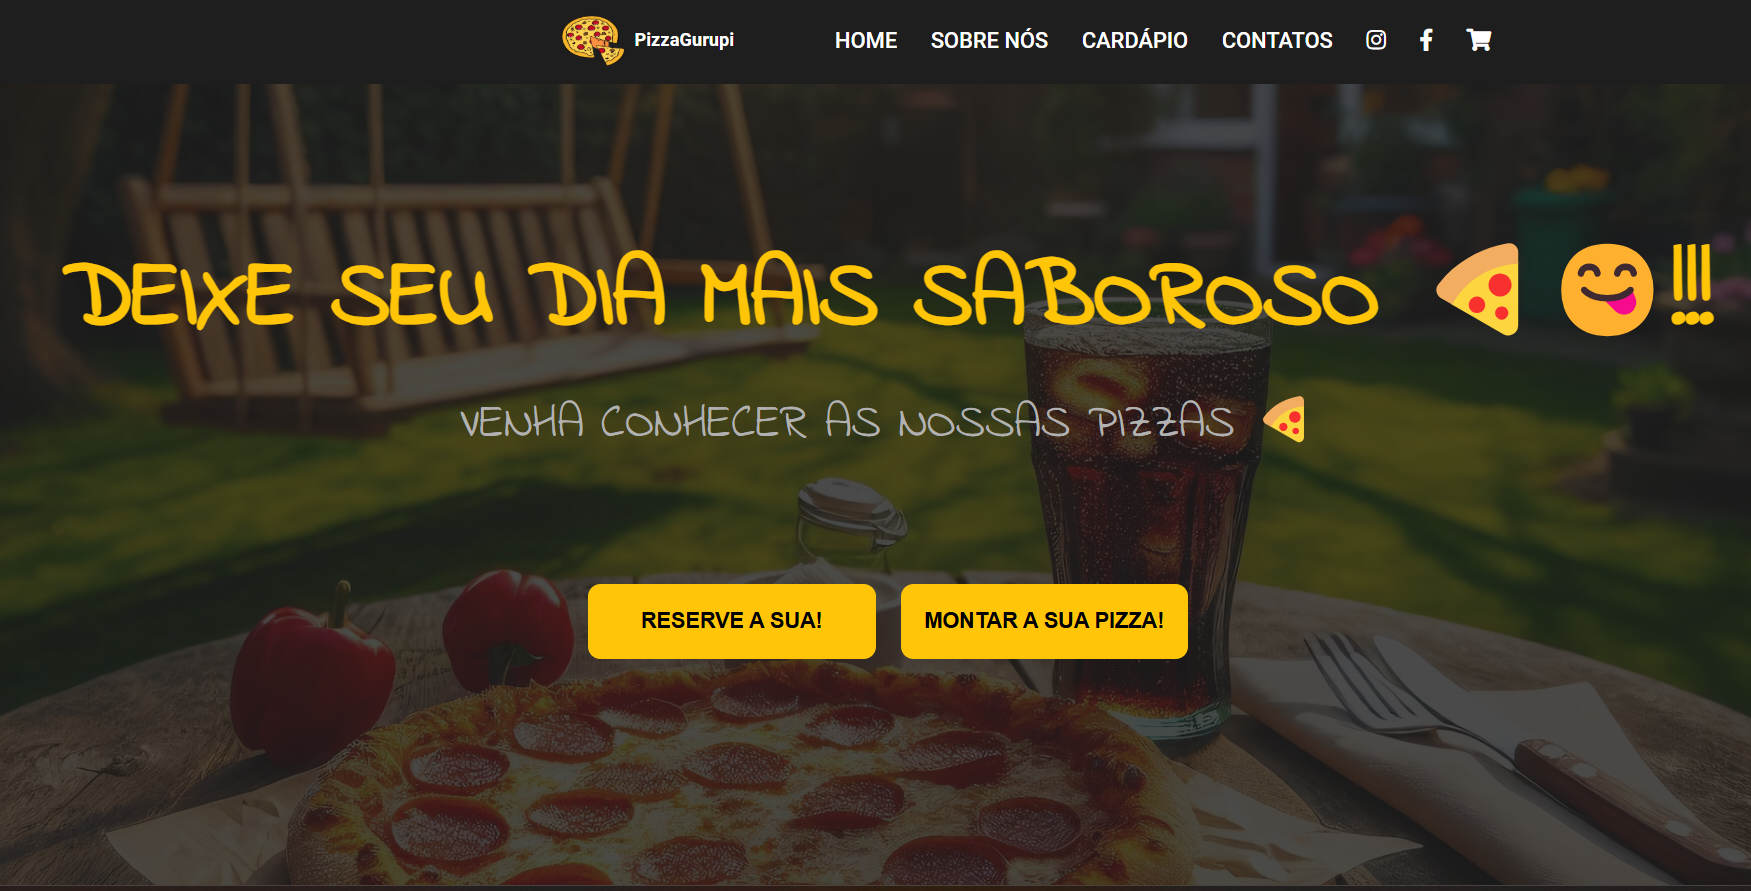 PizzaGurupi
HOME SOBRE NÓS CARDÁPIO CONTATOS
DEIXE SEU DIA MAIS SABOROSO 🍕 😋!!!
VENHA CONHECER AS NOSSAS PIZZAS 🍕
RESERVE A SUA! MONTAR A SUA PIZZA!